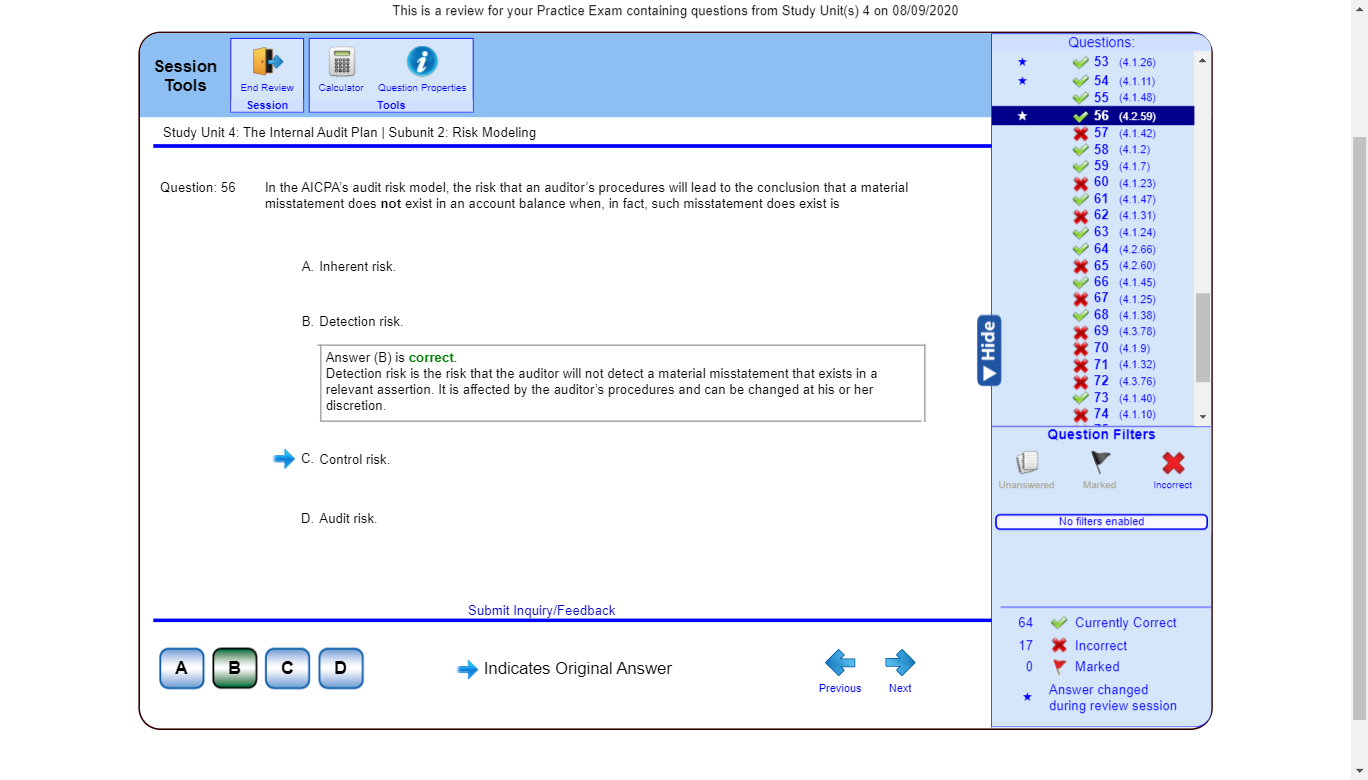 This is a review for your Practice Exam containing questions from Study Unit(s) 4 on 08/09/2020
Session
Tools
End Review
Session
Calculator
Question Properties
Tools
Study Unit 4: The Internal Audit Plan | Subunit 2: Risk Modeling
Question: 56
In the AICPA's audit risk model, the risk that an auditor's procedures will lead to the conclusion that a material
misstatement does not exist in an account balance when, in fact, such misstatement does exist is
A. Inherent risk.
B. Detection risk.
Answer (B) is correct.
Detection risk is the risk that the auditor will not detect a material misstatement that exists in a
relevant assertion. It is affected by the auditor's procedures and can be changed at his or her
discretion.
C. Control risk.
D. Audit risk.
Submit Inquiry/Feedback
A B C D
Indicates Original Answer
Previous
Next
Hide
Questions:
53 (4.1.26)
54 (4.1.11)
55 (4.1.48)
56 (4.2.59)
57 (4.1.42)
58 (4.1.2)
59 (4.1.7)
60 (4.1.23)
61 (4.1.47)
62 (4.1.31)
63 (4.1.24)
64 (4.2.66)
65 (4.2.60)
66 (4.1.45)
67 (4.1.25)
68 (4.1.38)
69 (4.3.78)
70 (4.1.9)
71 (4.1.32)
72 (4.3.76)
73 (4.1.40)
74 (4.1.10)
Question Filters
Unanswered
Marked
Incorrect
No filters enabled
64 Currently Correct
17 Incorrect
0 Marked
Answer changed
during review session